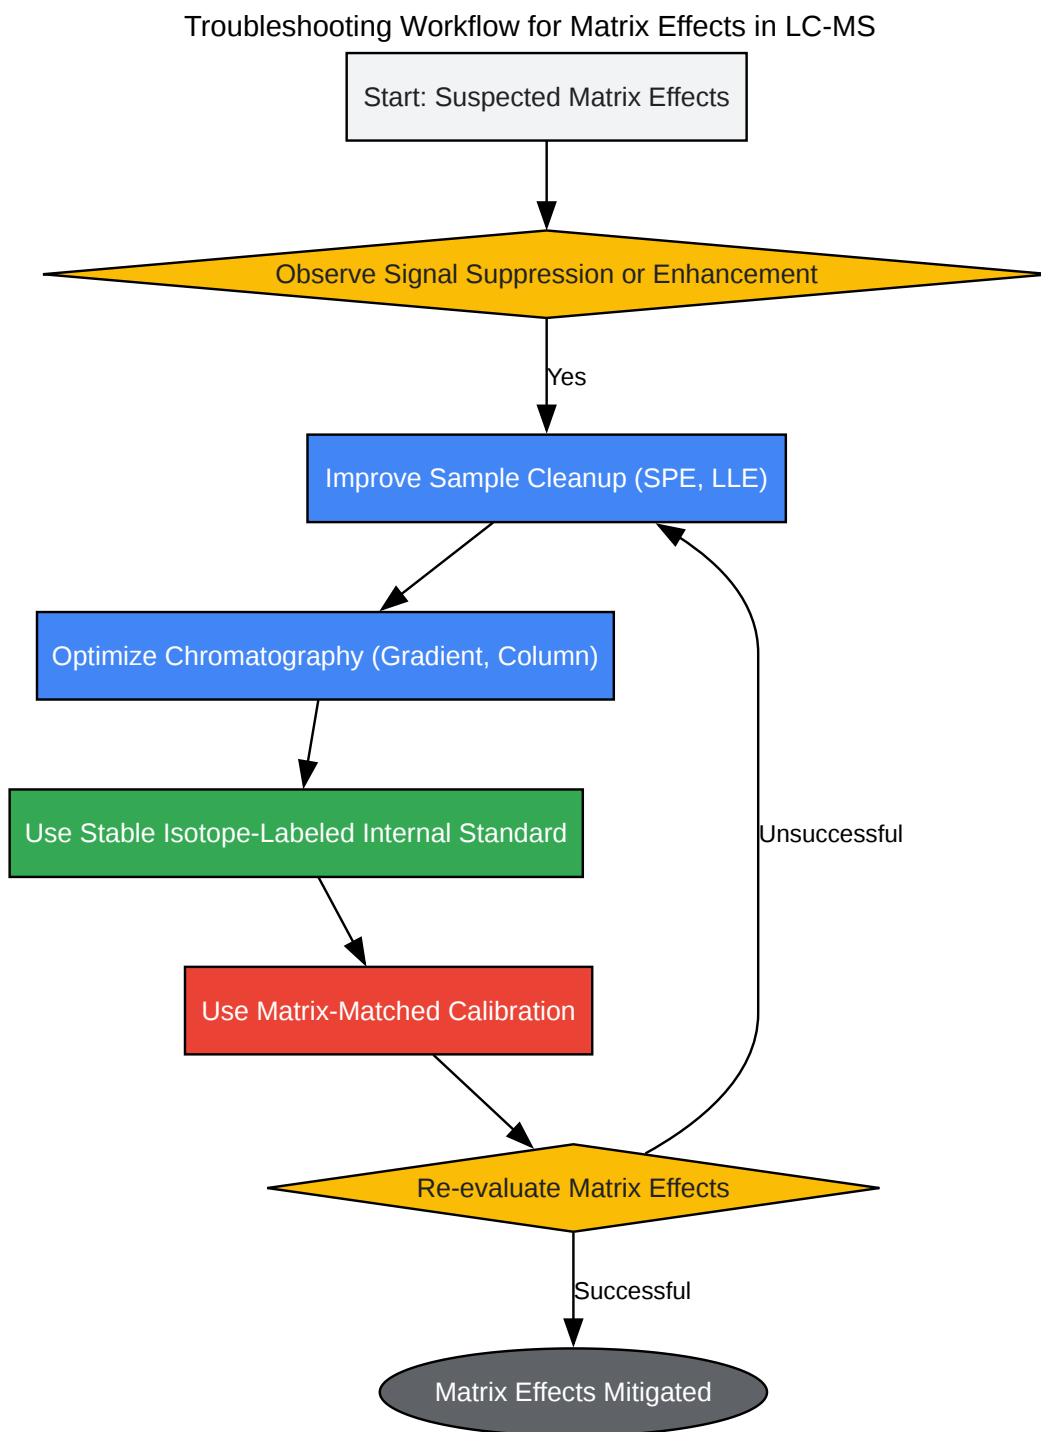 Troubleshooting Workflow for Matrix Effects in LC-MS
Start: Suspected Matrix Effects
Observe Signal Suppression or Enhancement
Yes
Improve Sample Cleanup (SPE, LLE)
Optimize Chromatography (Gradient, Column)
Use Stable Isotope-Labeled Internal Standard
Unsuccessful
Use Matrix-Matched Calibration
Re-evaluate Matrix Effects
Successful
Matrix Effects Mitigated